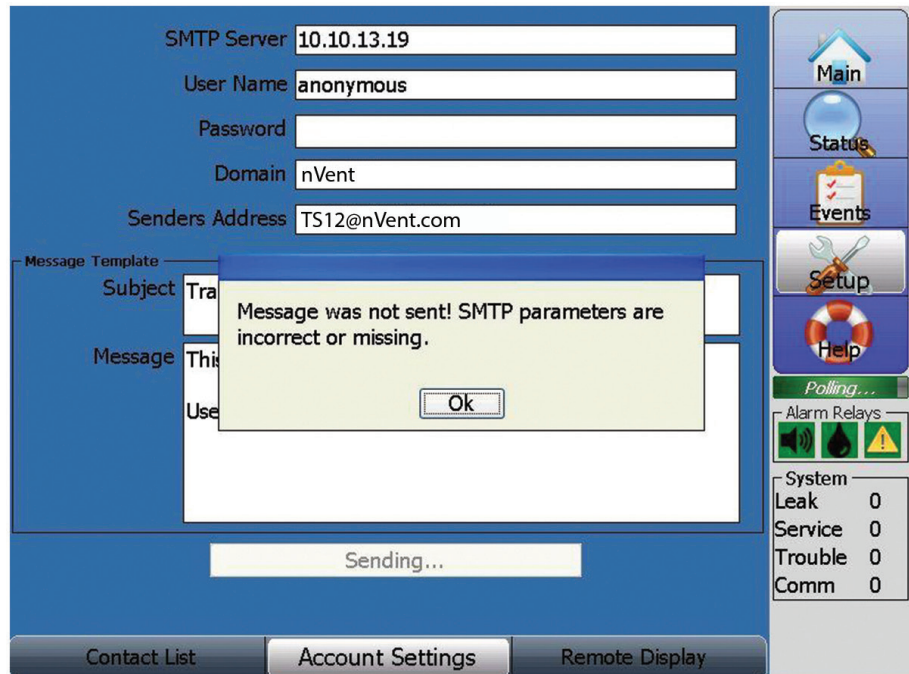 SMTP Server 10.10.13.19
User Name anonymous
Password
Domain nVent
Senders Address TS12@nVent.com
Message Template
Subject Tra
Message This
Use
Message was not sent! SMTP parameters are
incorrect or missing.
Ok
Sending...
Contact List
Account Settings
Remote Display
Main
Status
Events
Setup
Help
Polling...
Alarm Relays
System
Leak 0
Service 0
Trouble 0
Comm 0